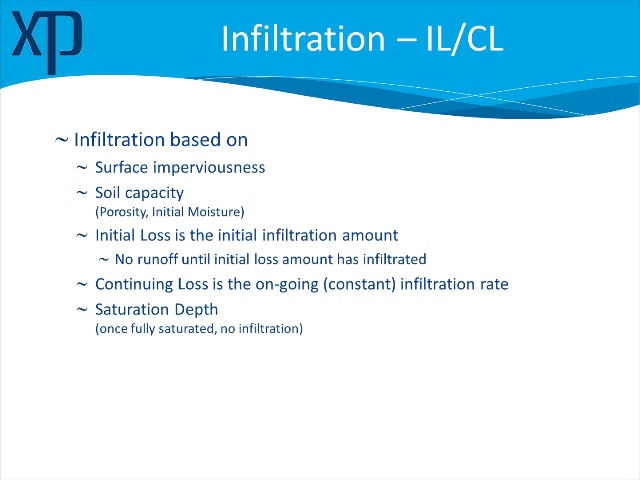 XP
Infiltration – IL/CL
~ Infiltration based on
~ Surface imperviousness
~ Soil capacity
(Porosity, Initial Moisture)
~ Initial Loss is the initial infiltration amount
~ No runoff until initial loss amount has infiltrated
~ Continuing Loss is the on-going (constant) infiltration rate
~ Saturation Depth
(once fully saturated, no infiltration)